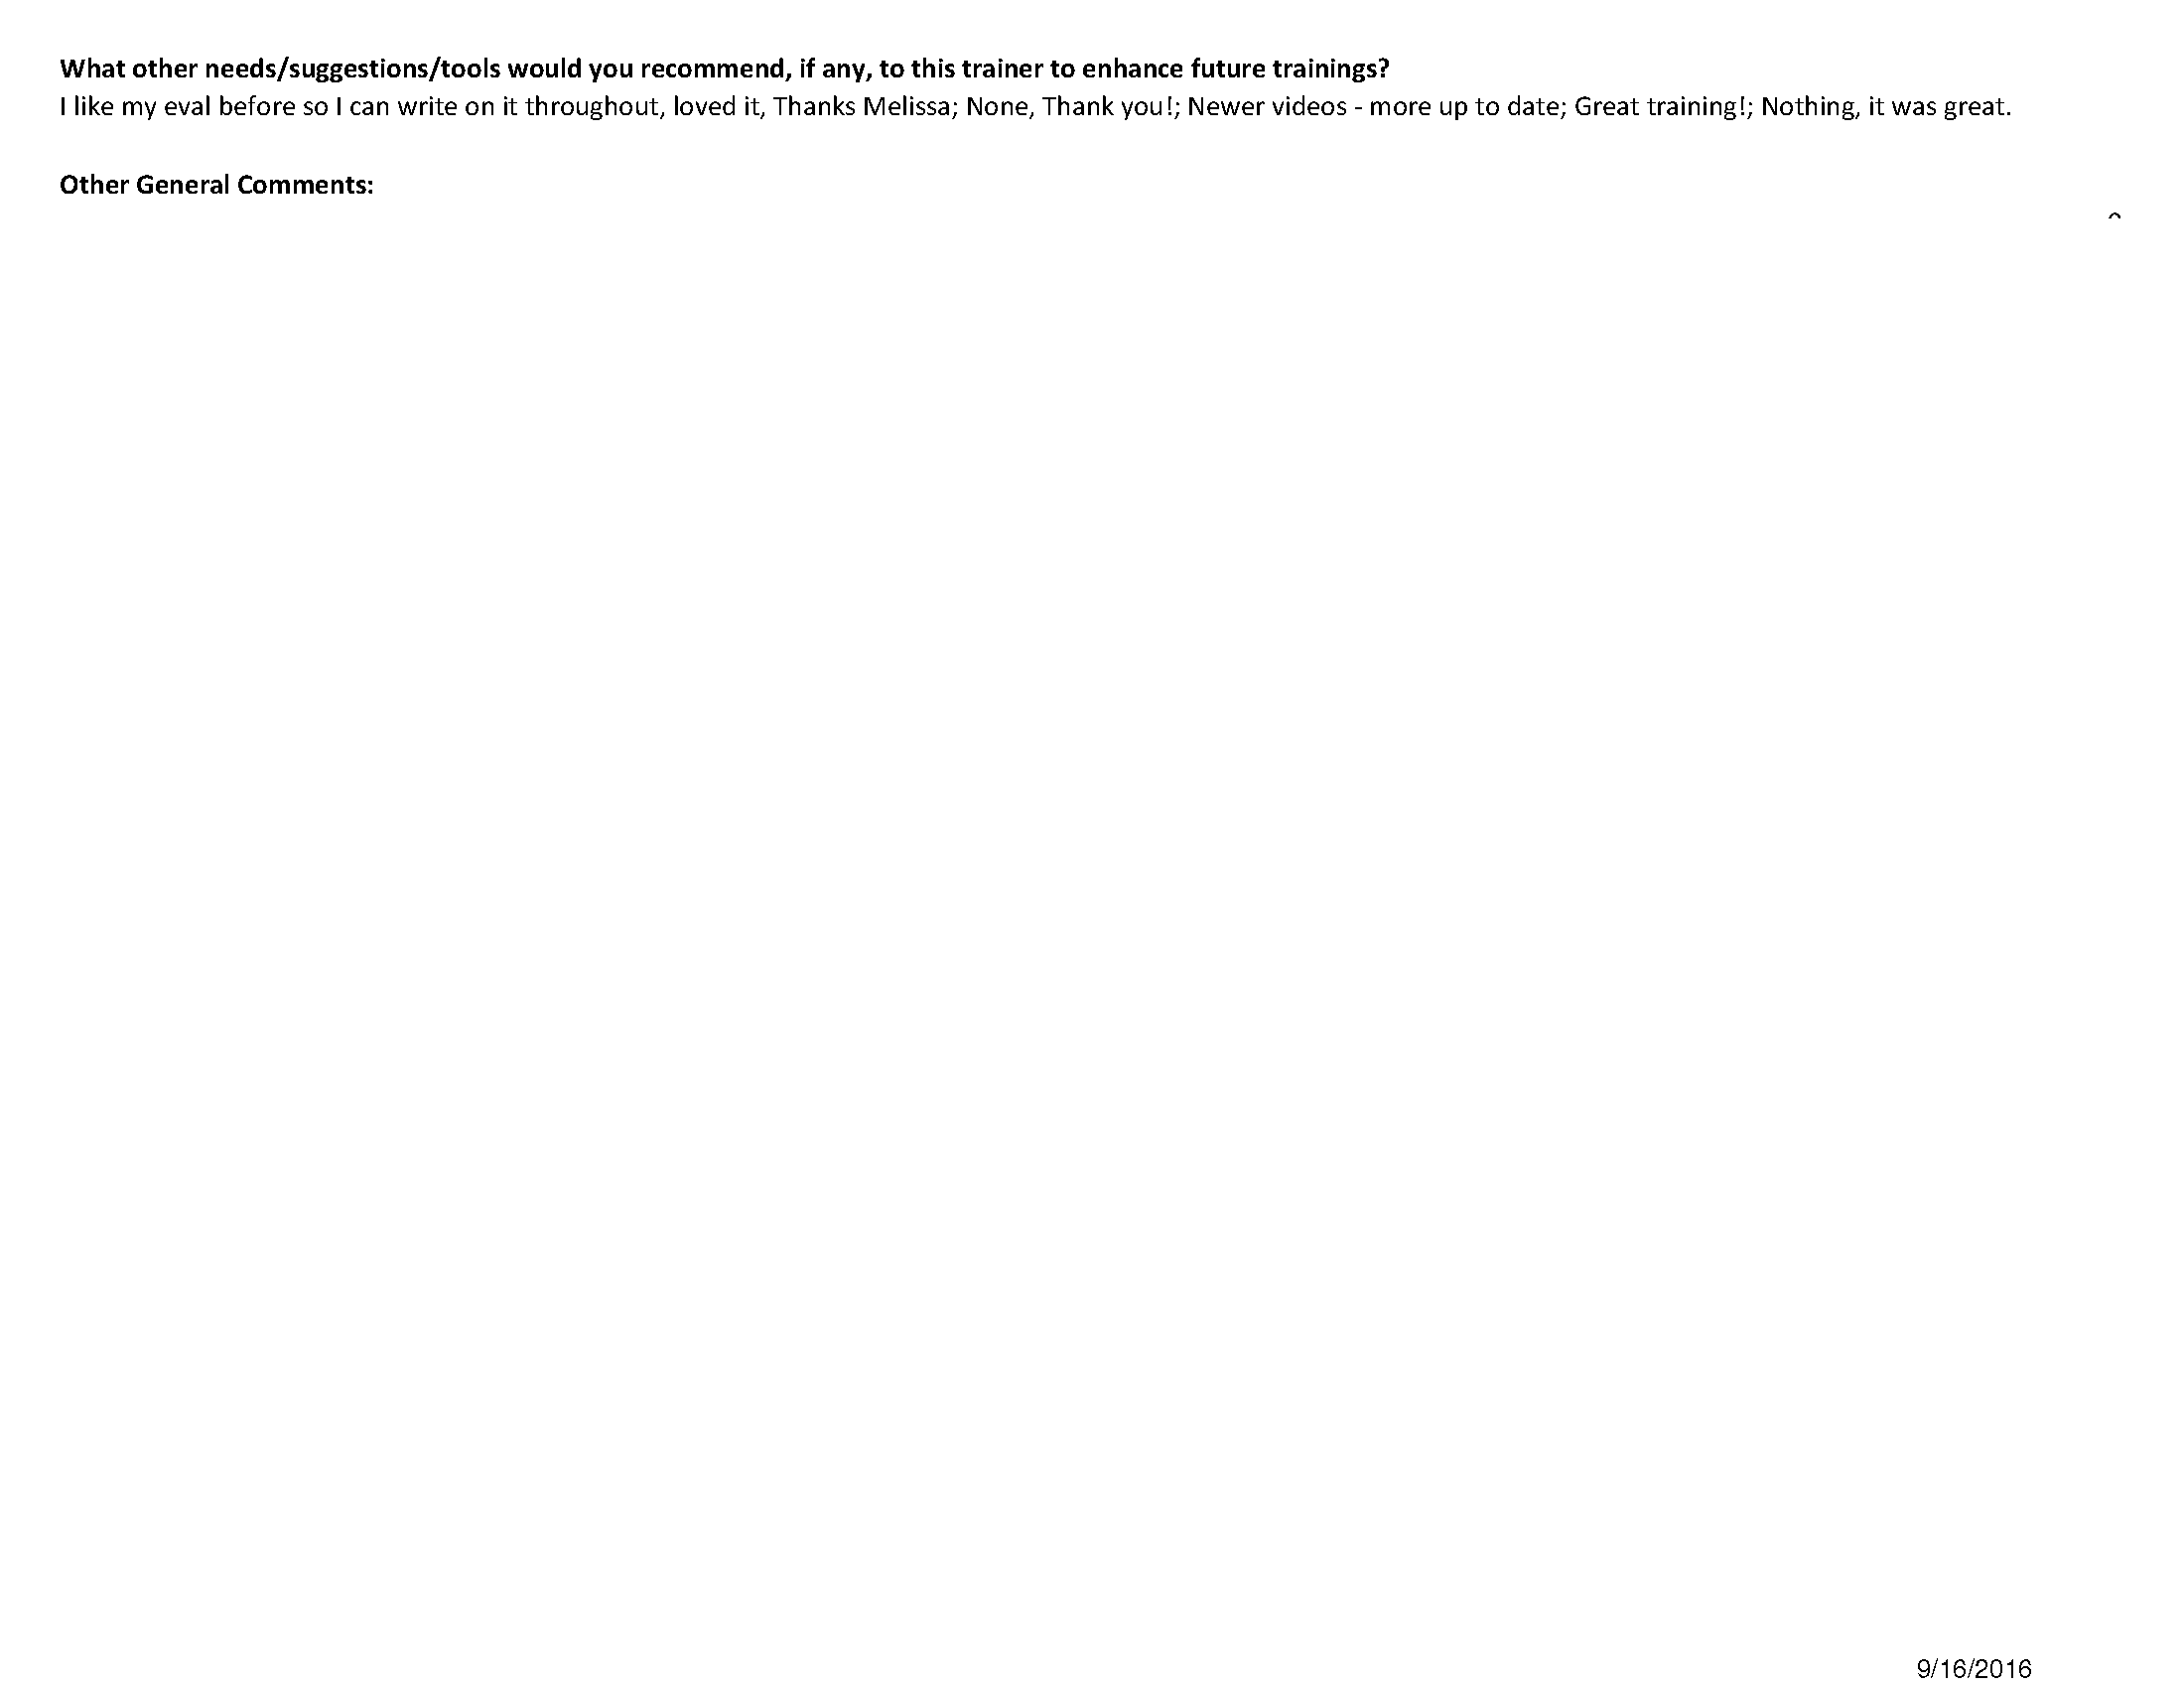 What other needs/suggestions/tools would you recommend, if any, to this trainer to enhance future trainings?
I like my eval before so I can write on it throughout, loved it, Thanks Melissa; None, Thank you!; Newer videos - more up to date; Great training!; Nothing, it was great.
Other General Comments:
9/16/2016